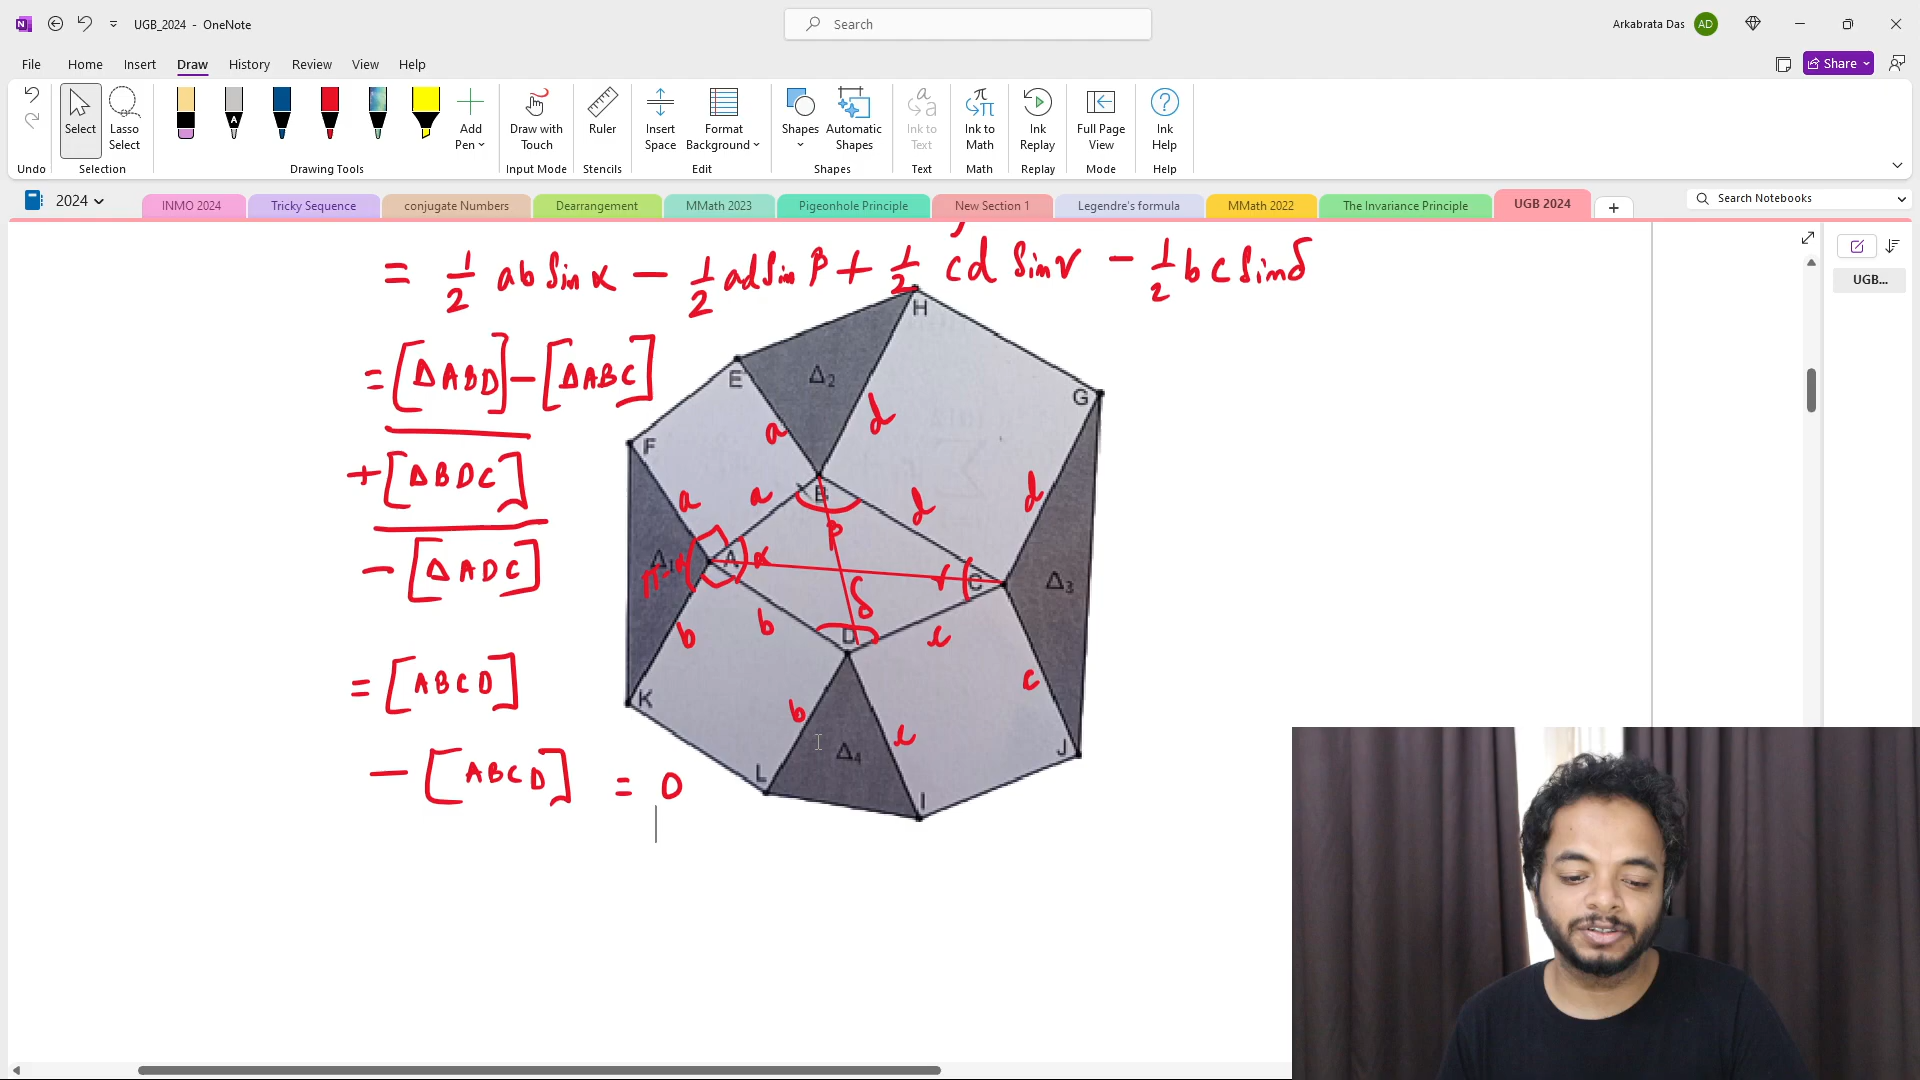 UGB_2024 - OneNote
Search
Arkabrata Das AD
File Home Insert Draw History Review View Help
Share
Undo
Select
Lasso Select
Selection
A
Add Pen
Drawing Tools
Draw with Touch
Input Mode
Ruler
Stencils
Insert Space
Format Background
Edit
Shapes
Automatic Shapes
Shapes
Ink to Text
Text
Ink to Math
Math
Ink Replay
Replay
Full Page View
Mode
Ink Help
Help
2024
INMO 2024
Tricky Sequence
conjugate Numbers
Dearrangement
MMath 2023
Pigeonhole Principle
New Section 1
Legendre's formula
MMath 2022
The Invariance Principle
UGB 2024
+
Search Notebooks
UGB...
= 1/2 ab Sin α - 1/2 ad Sin β + 1/2 cd Sin γ - 1/2 bc Sin δ
= [Δ ABD] - [Δ ABC]
+ [Δ BDC]
- [Δ ADC]
= [ABCD]
- [ABCD] = 0
H
E
Δ2
G
F
a
d
a
a
B
d
d
β
Δ1
A
α
π-α
γ
C
Δ3
δ
b
b
D
c
K
b
c
c
L
Δ4
J
I